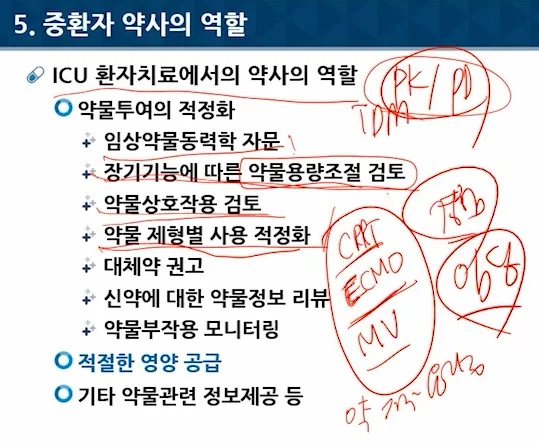 5. 중환자 약사의 역할
ICU 환자치료에서의 약사의 역할
PK / PD
TDM
약물투여의 적정화
임상약물동력학 자문
장기기능에 따른 약물용량조절 검토
약물상호작용 검토
약물 제형별 사용 적정화
대체약 권고
신약에 대한 약물정보 리뷰
약물부작용 모니터링
적절한 영양 공급
기타 약물관련 정보제공 등
ECMO
MV
약